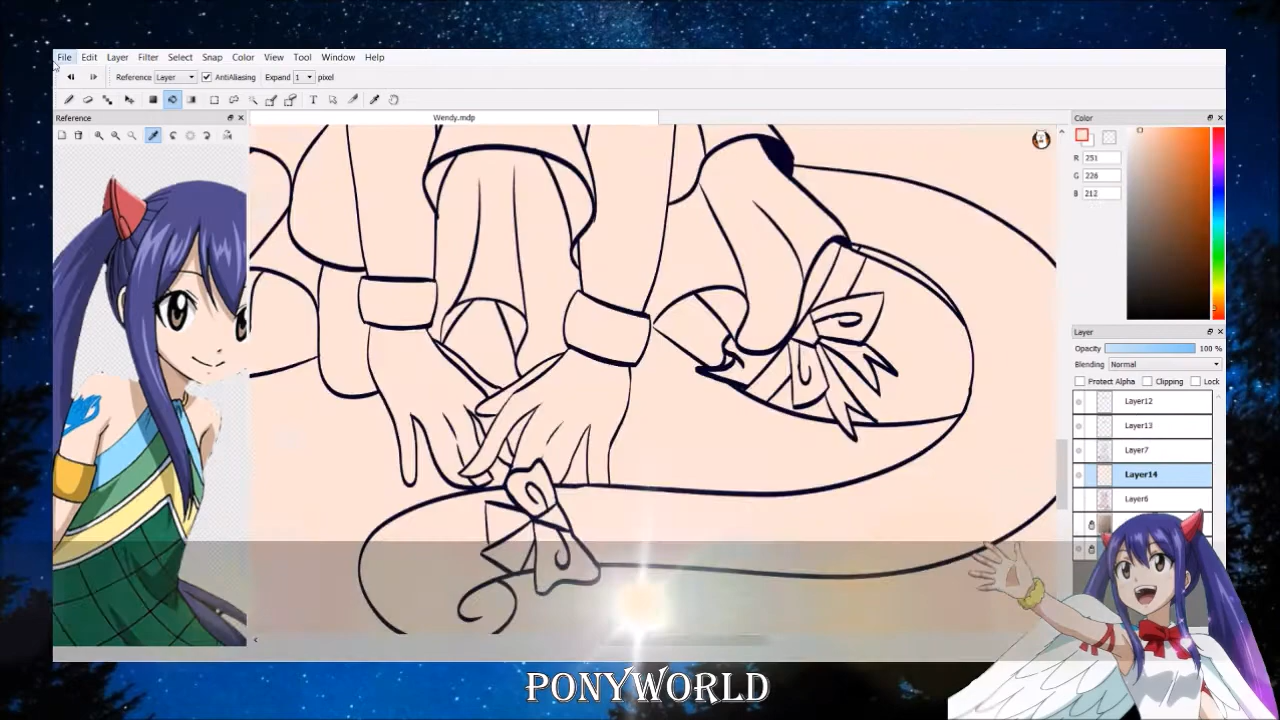 File Edit Layer Filter Select Snap Color View Tool Window Help
Reference Layer AntiAliasing Expand 1 pixel
Reference
Wendy.mdp
Color
R 251
G 226
B 212
Layer
Opacity 100 %
Blending Normal
Protect Alpha Clipping Lock
Layer12
Layer13
Layer7
Layer14
Layer6
PONYWORLD